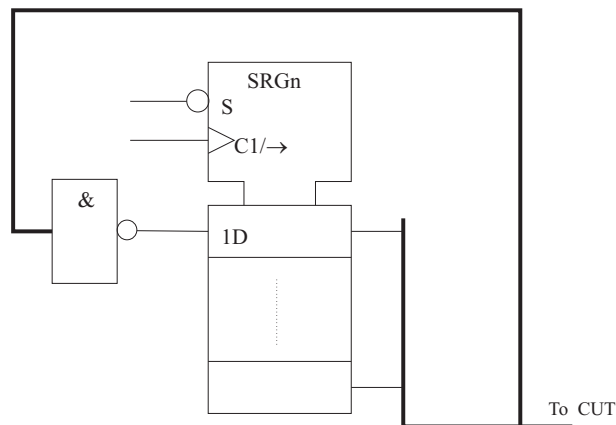 SRGn
S
C1/→
&
1D
To CUT